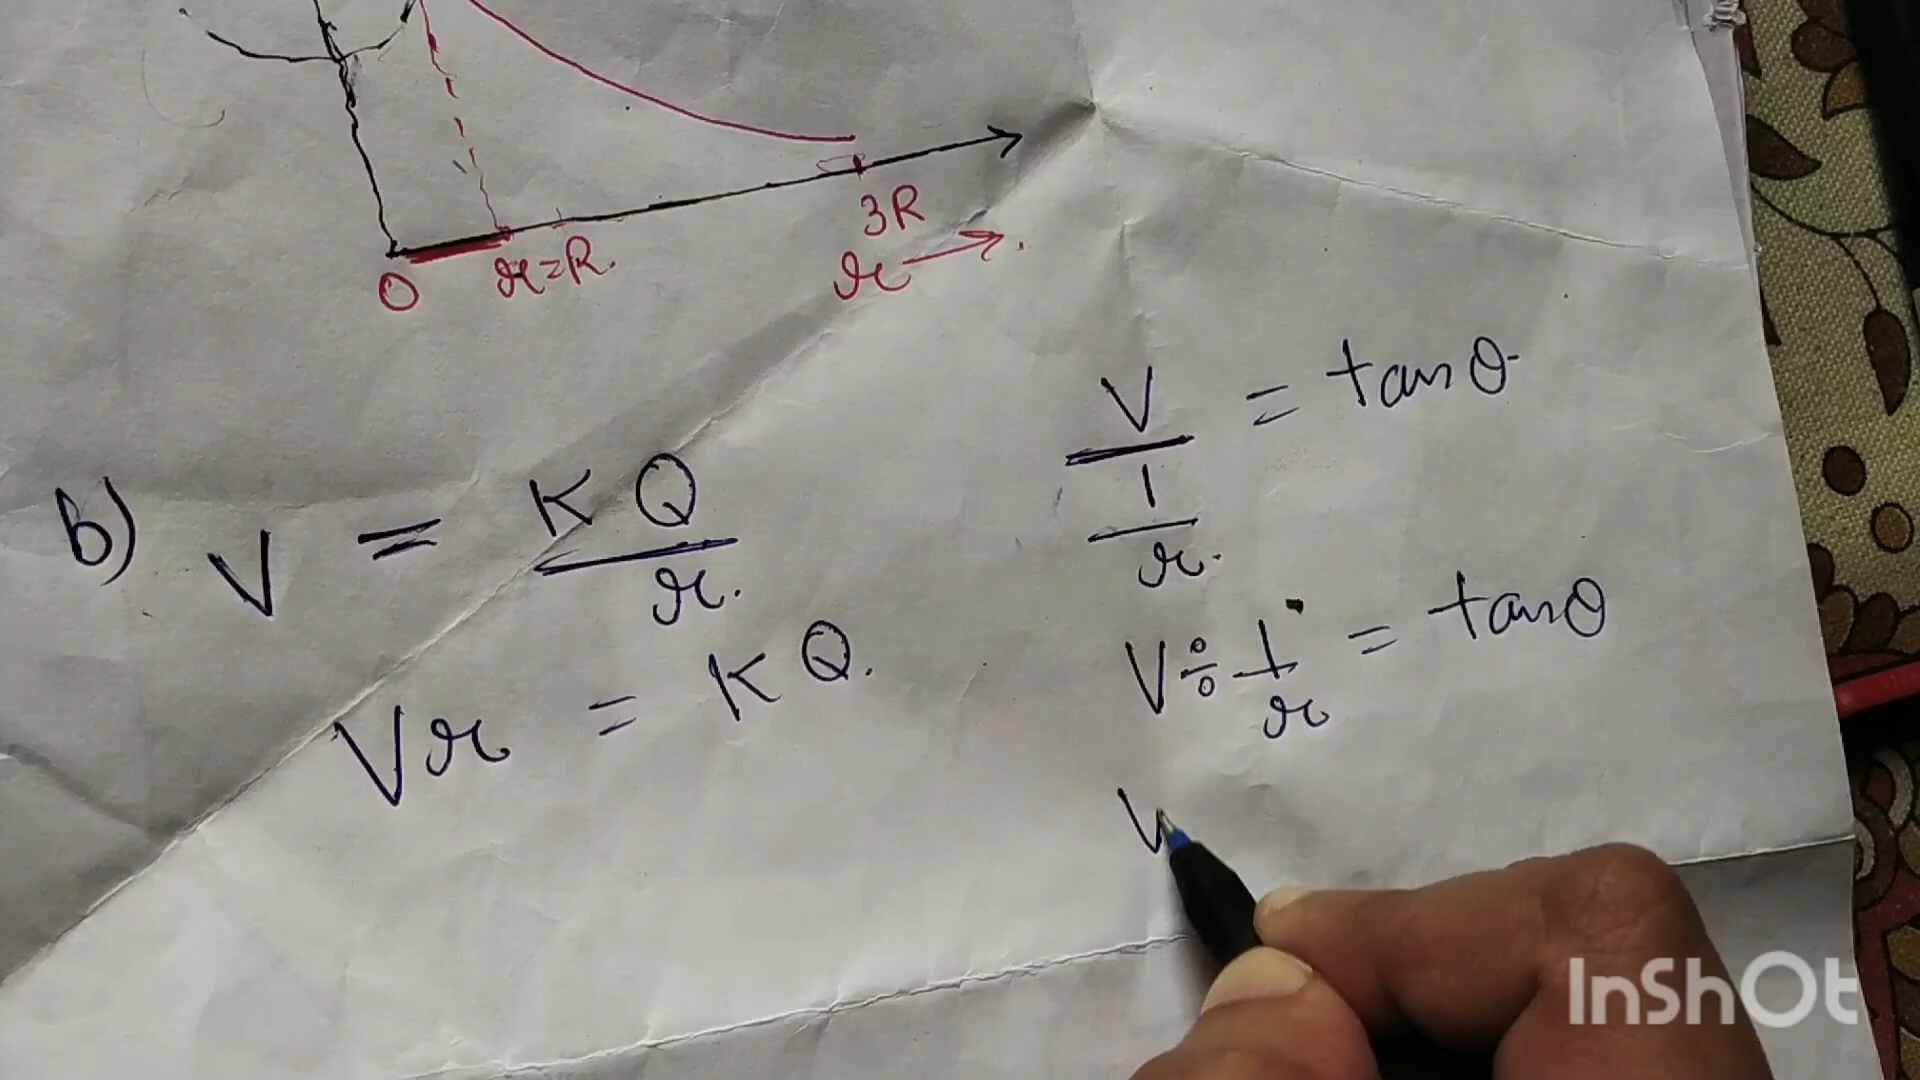 3R
O r=R. r
b) V = KQ/r.
Vr = KQ.
V/(1/r.) = tanθ
V ÷ 1/r = tanθ
V
InShOt